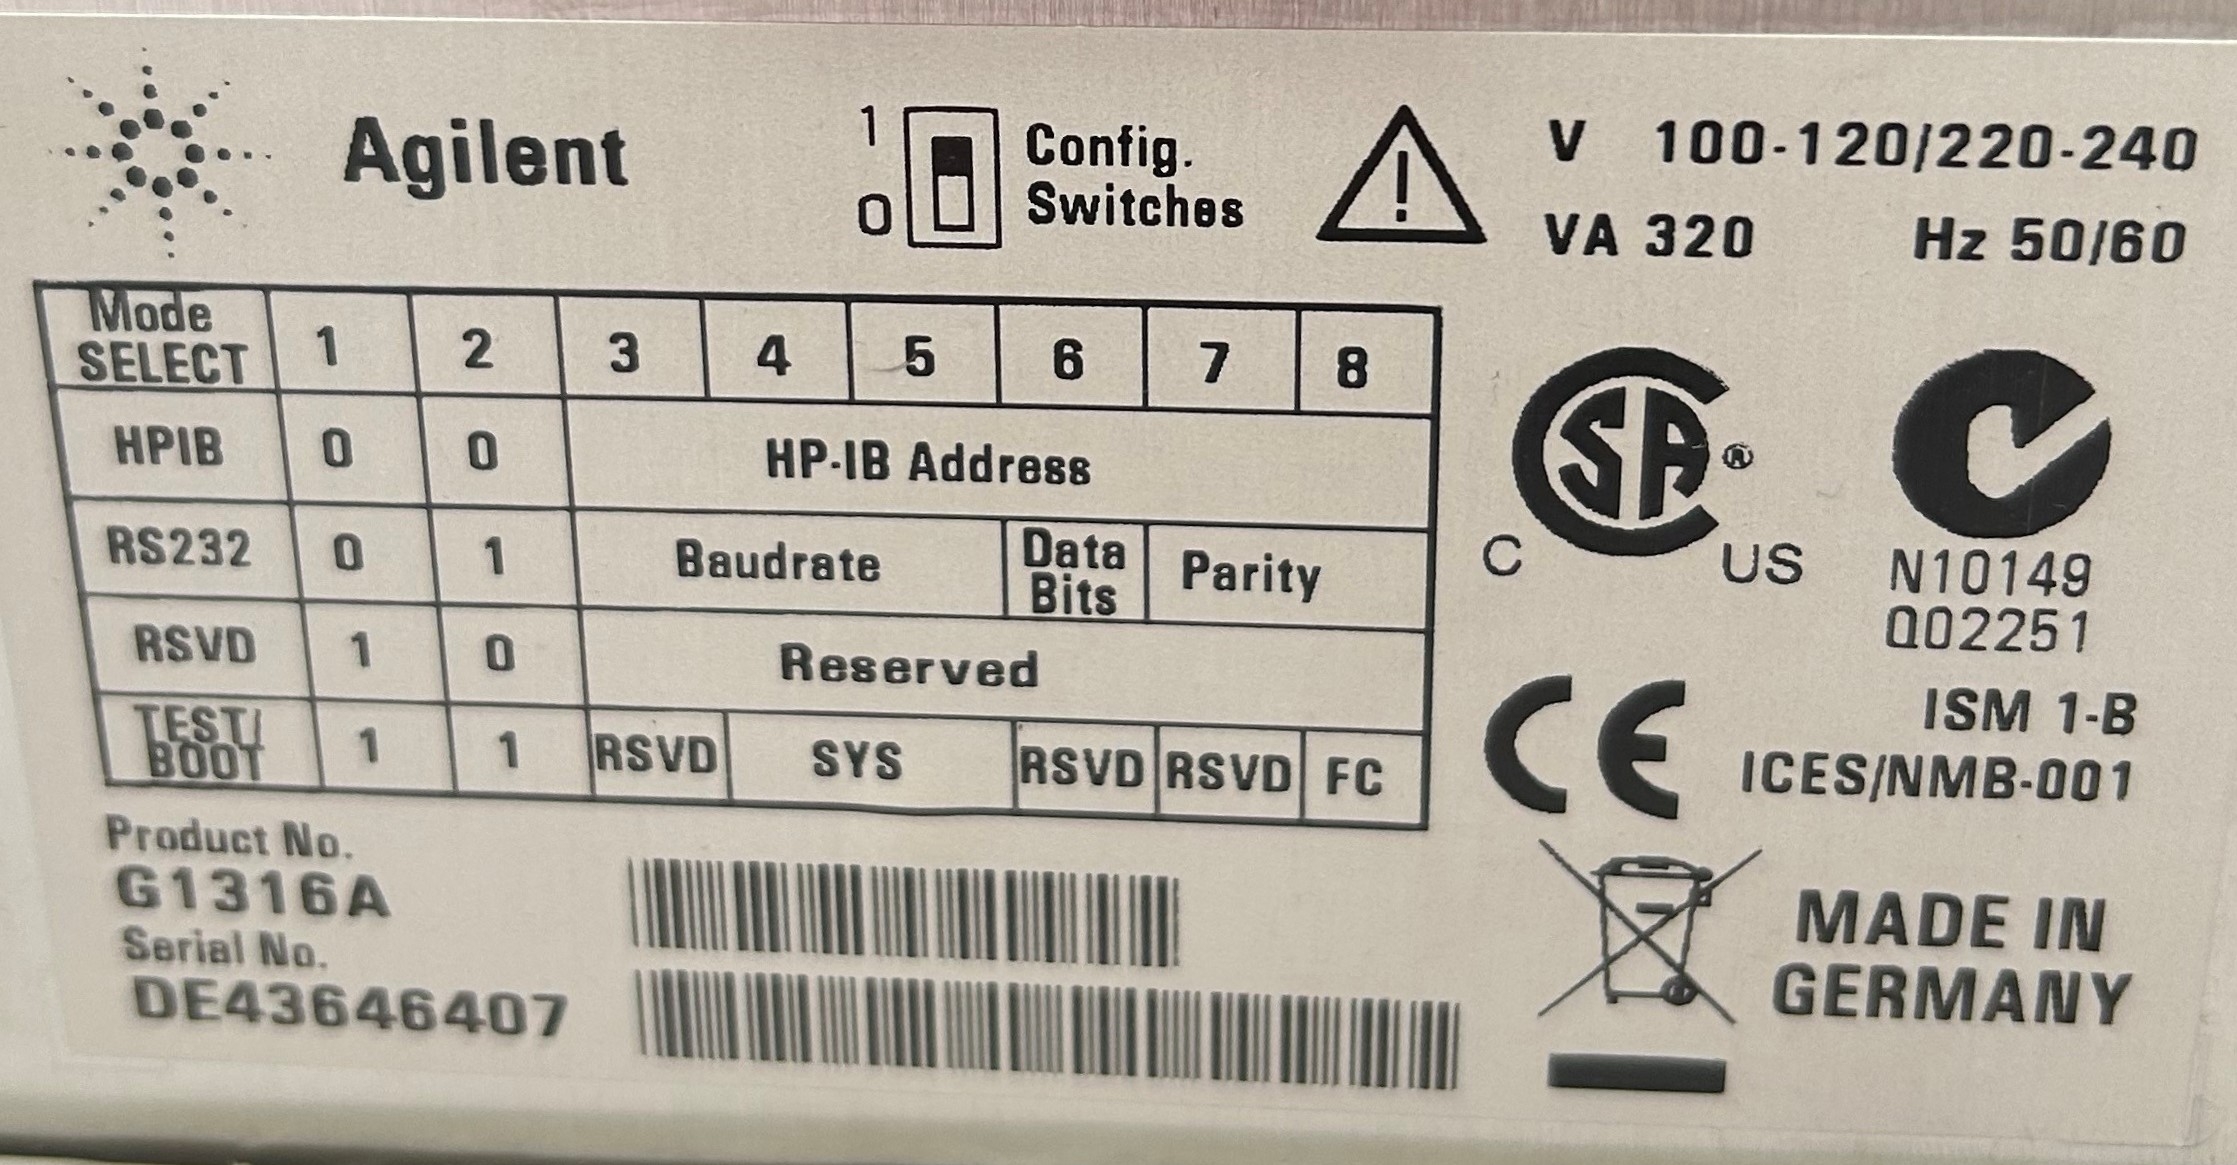 Agilent
1
0
Config.
Switches
V 100-120/220-240
VA 320 Hz 50/60
Mode
SELECT 1 2 3 4 5 6 7 8
HPIB 0 0 HP-IB Address
RS232 0 1 Baudrate Data Bits Parity
RSVD 1 0 Reserved
TEST/
BOOT 1 1 RSVD SYS RSVD RSVD FC
Product No.
G1316A
Serial No.
DE43646407
SA ®
C US
N10149
Q02251
CE
ISM 1-B
ICES/NMB-001
MADE IN
GERMANY